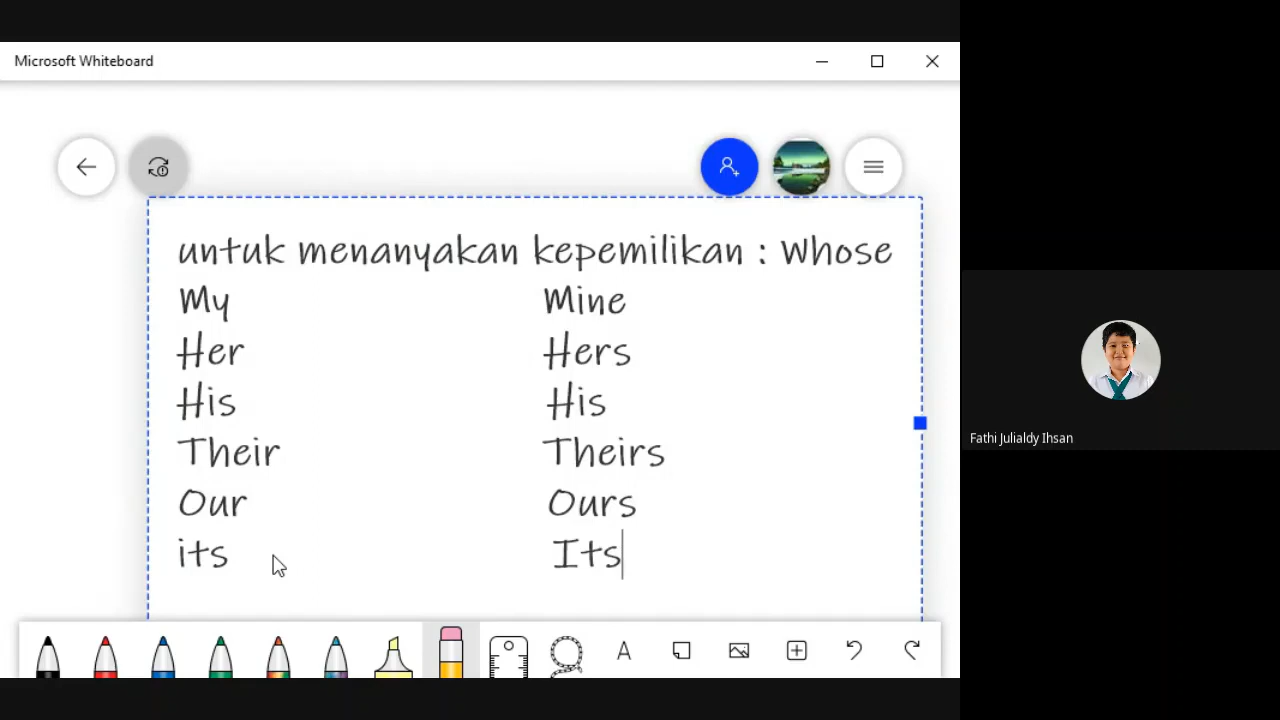 Microsoft Whiteboard
untuk menanyakan kepemilikan : Whose
My Mine
Her Hers
His His
Their Theirs
Our Ours
its Its
Fathi Julialdy Ihsan